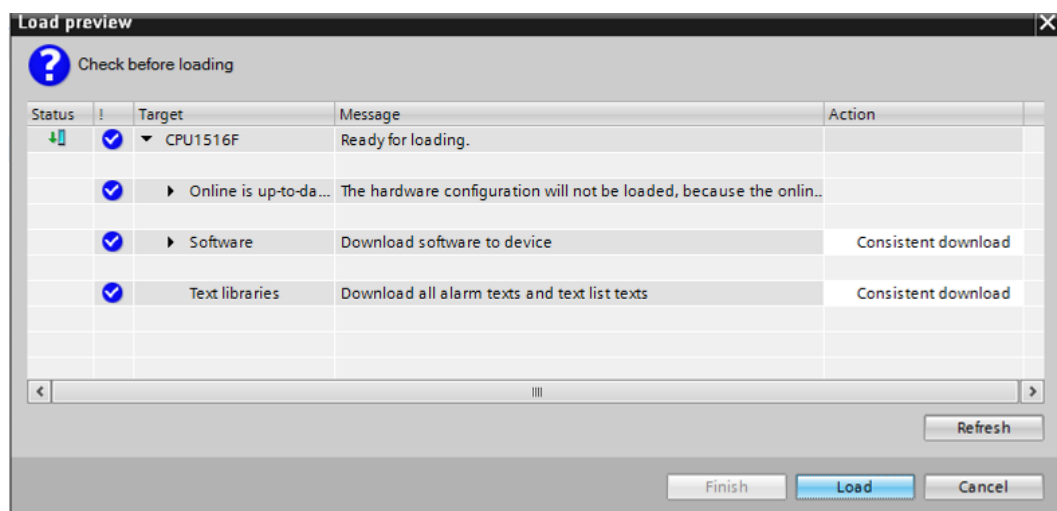 Load preview
Check before loading
Status ! Target Message Action
CPU1516F Ready for loading.
Online is up-to-da... The hardware configuration will not be loaded, because the onlin..
Software Download software to device Consistent download
Text libraries Download all alarm texts and text list texts Consistent download
Refresh
Finish Load Cancel